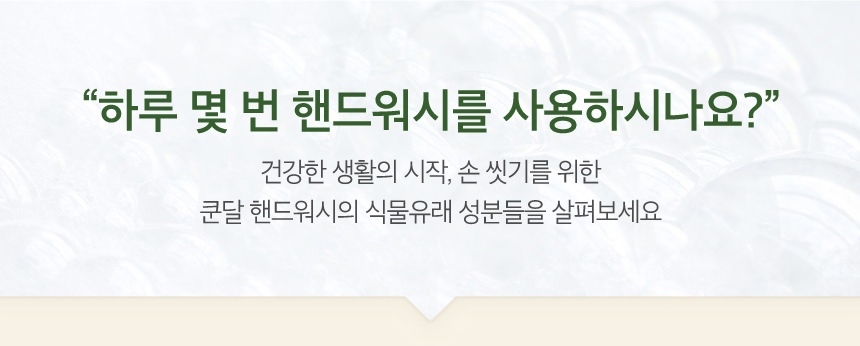 “하루 몇 번 핸드워시를 사용하시나요?”
건강한 생활의 시작, 손 씻기를 위한
쿤달 핸드워시의 식물유래 성분들을 살펴보세요